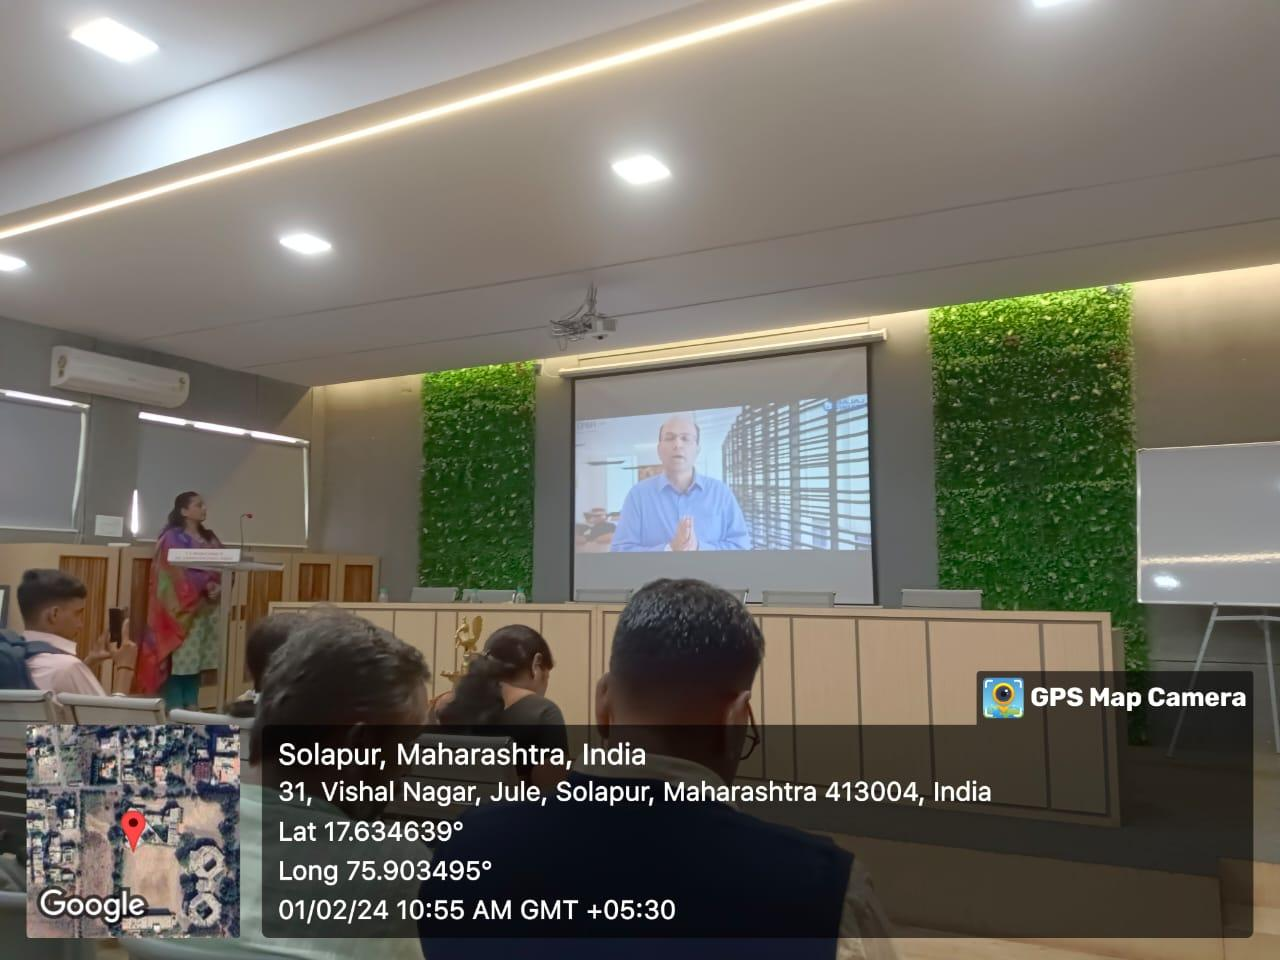 GPS Map Camera
Solapur, Maharashtra, India
31, Vishal Nagar, Jule, Solapur, Maharashtra 413004, India
Lat 17.634639°
Long 75.903495°
01/02/24 10:55 AM GMT +05:30
Google